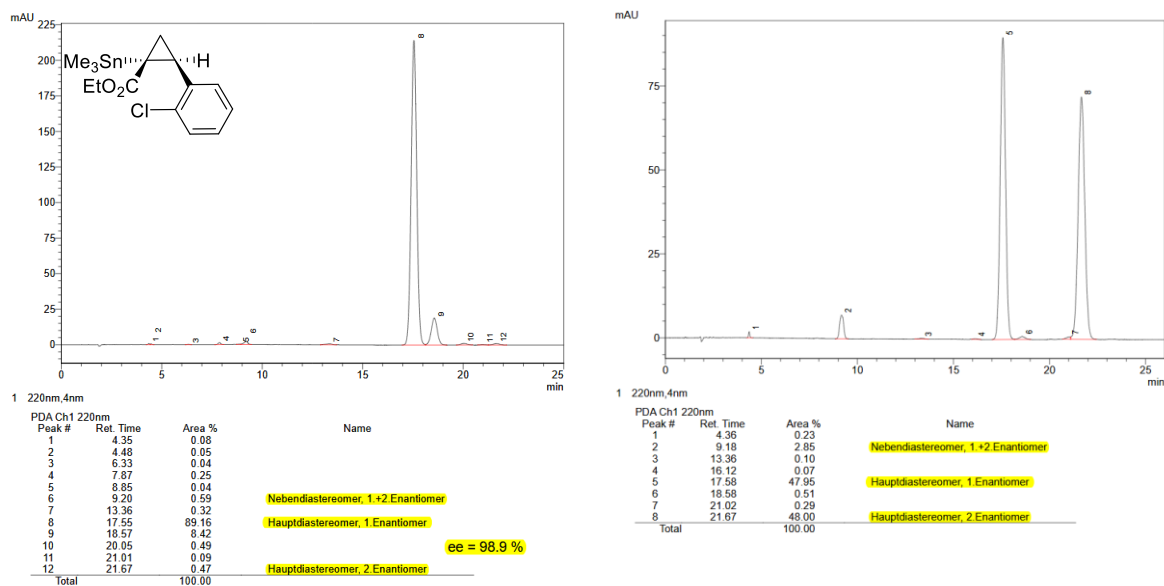 mAU
225
200
175
150
125
100
75
50
25
0
0 5 10 15 20 25
min
Me3Sn
H
EtO2C
Cl
1 2 3 4 5 6 7 8 9 10 11 12
1 220nm,4nm
PDA Ch1 220nm
Peak # Ret. Time Area % Name
1 4.35 0.08
2 4.48 0.05
3 6.33 0.04
4 7.87 0.25
5 8.85 0.04
6 9.20 0.59 Nebendiastereomer, 1.+2.Enantiomer
7 13.36 0.32
8 17.55 89.16 Hauptdiastereomer, 1.Enantiomer
9 18.57 8.42
10 20.05 0.49
ee = 98.9 %
11 21.01 0.09
12 21.67 0.47 Hauptdiastereomer, 2.Enantiomer
Total 100.00
mAU
75
50
25
0
0 5 10 15 20 25
min
1 2 3 4 5 6 7 8
1 220nm,4nm
PDA Ch1 220nm
Peak # Ret. Time Area % Name
1 4.36 0.23
2 9.18 2.85 Nebendiastereomer, 1.+2.Enantiomer
3 13.36 0.10
4 16.12 0.07
5 17.58 47.95 Hauptdiastereomer, 1.Enantiomer
6 18.58 0.51
7 21.02 0.29
8 21.67 48.00 Hauptdiastereomer, 2.Enantiomer
Total 100.00